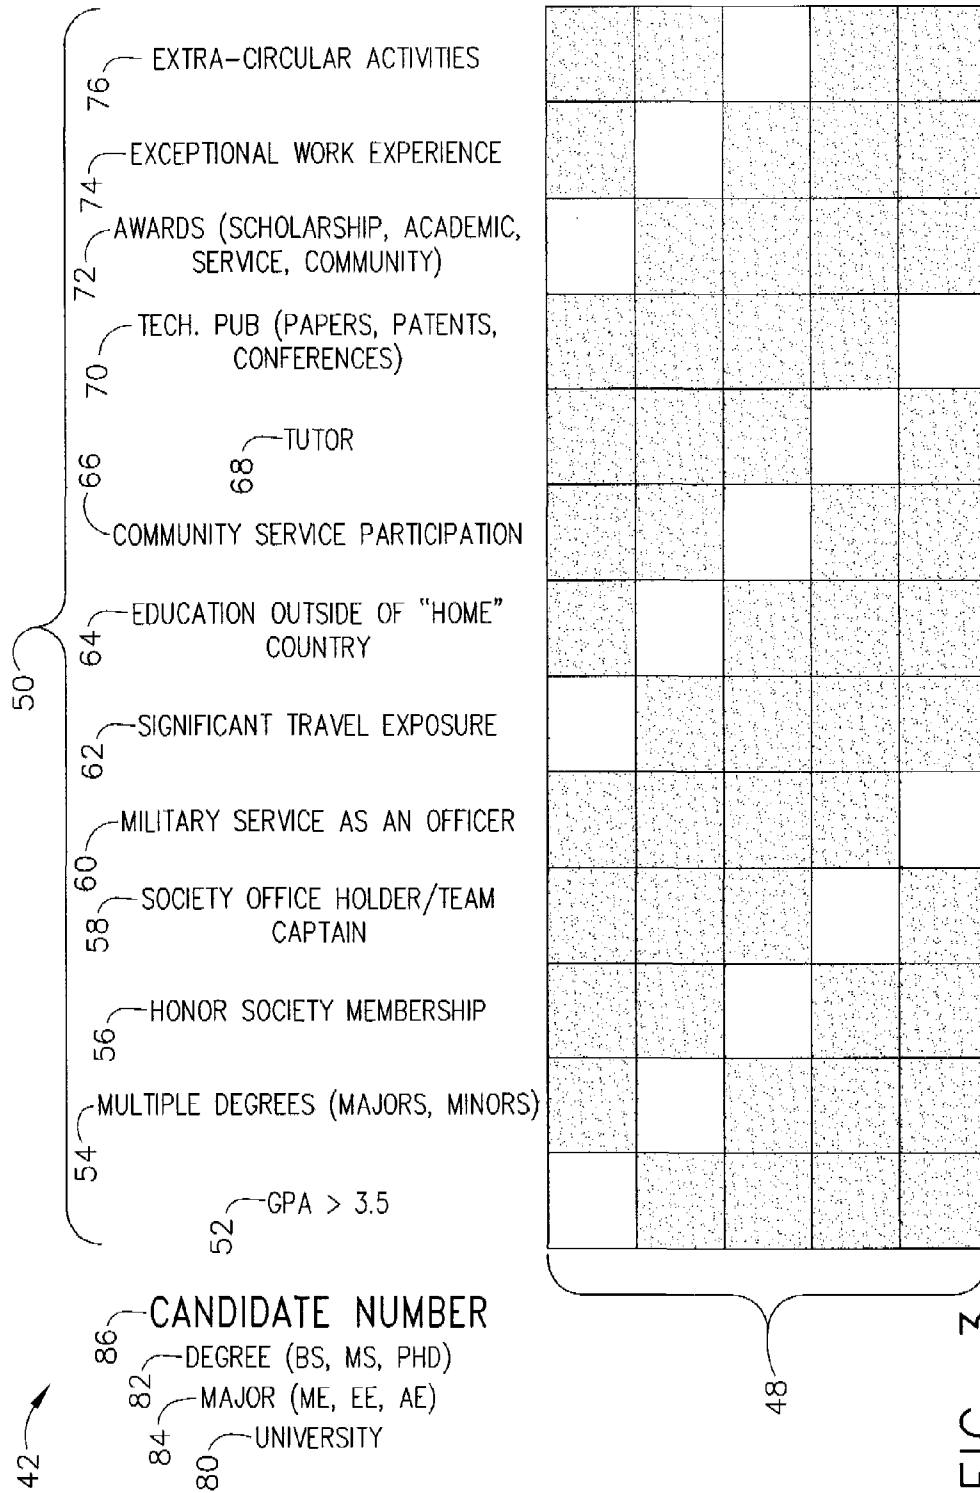 50
76
EXTRA-CIRCULAR ACTIVITIES
74
EXCEPTIONAL WORK EXPERIENCE
72
AWARDS (SCHOLARSHIP, ACADEMIC,
SERVICE, COMMUNITY)
70
TECH. PUB (PAPERS, PATENTS,
CONFERENCES)
68
TUTOR
66
COMMUNITY SERVICE PARTICIPATION
64
EDUCATION OUTSIDE OF "HOME"
COUNTRY
62
SIGNIFICANT TRAVEL EXPOSURE
60
MILITARY SERVICE AS AN OFFICER
58
SOCIETY OFFICE HOLDER/TEAM
CAPTAIN
56
HONOR SOCIETY MEMBERSHIP
54
MULTIPLE DEGREES (MAJORS, MINORS)
52
GPA > 3.5
86
CANDIDATE NUMBER
82
DEGREE (BS, MS, PHD)
84
MAJOR (ME, EE, AE)
80
UNIVERSITY
42
48
FIG. 3